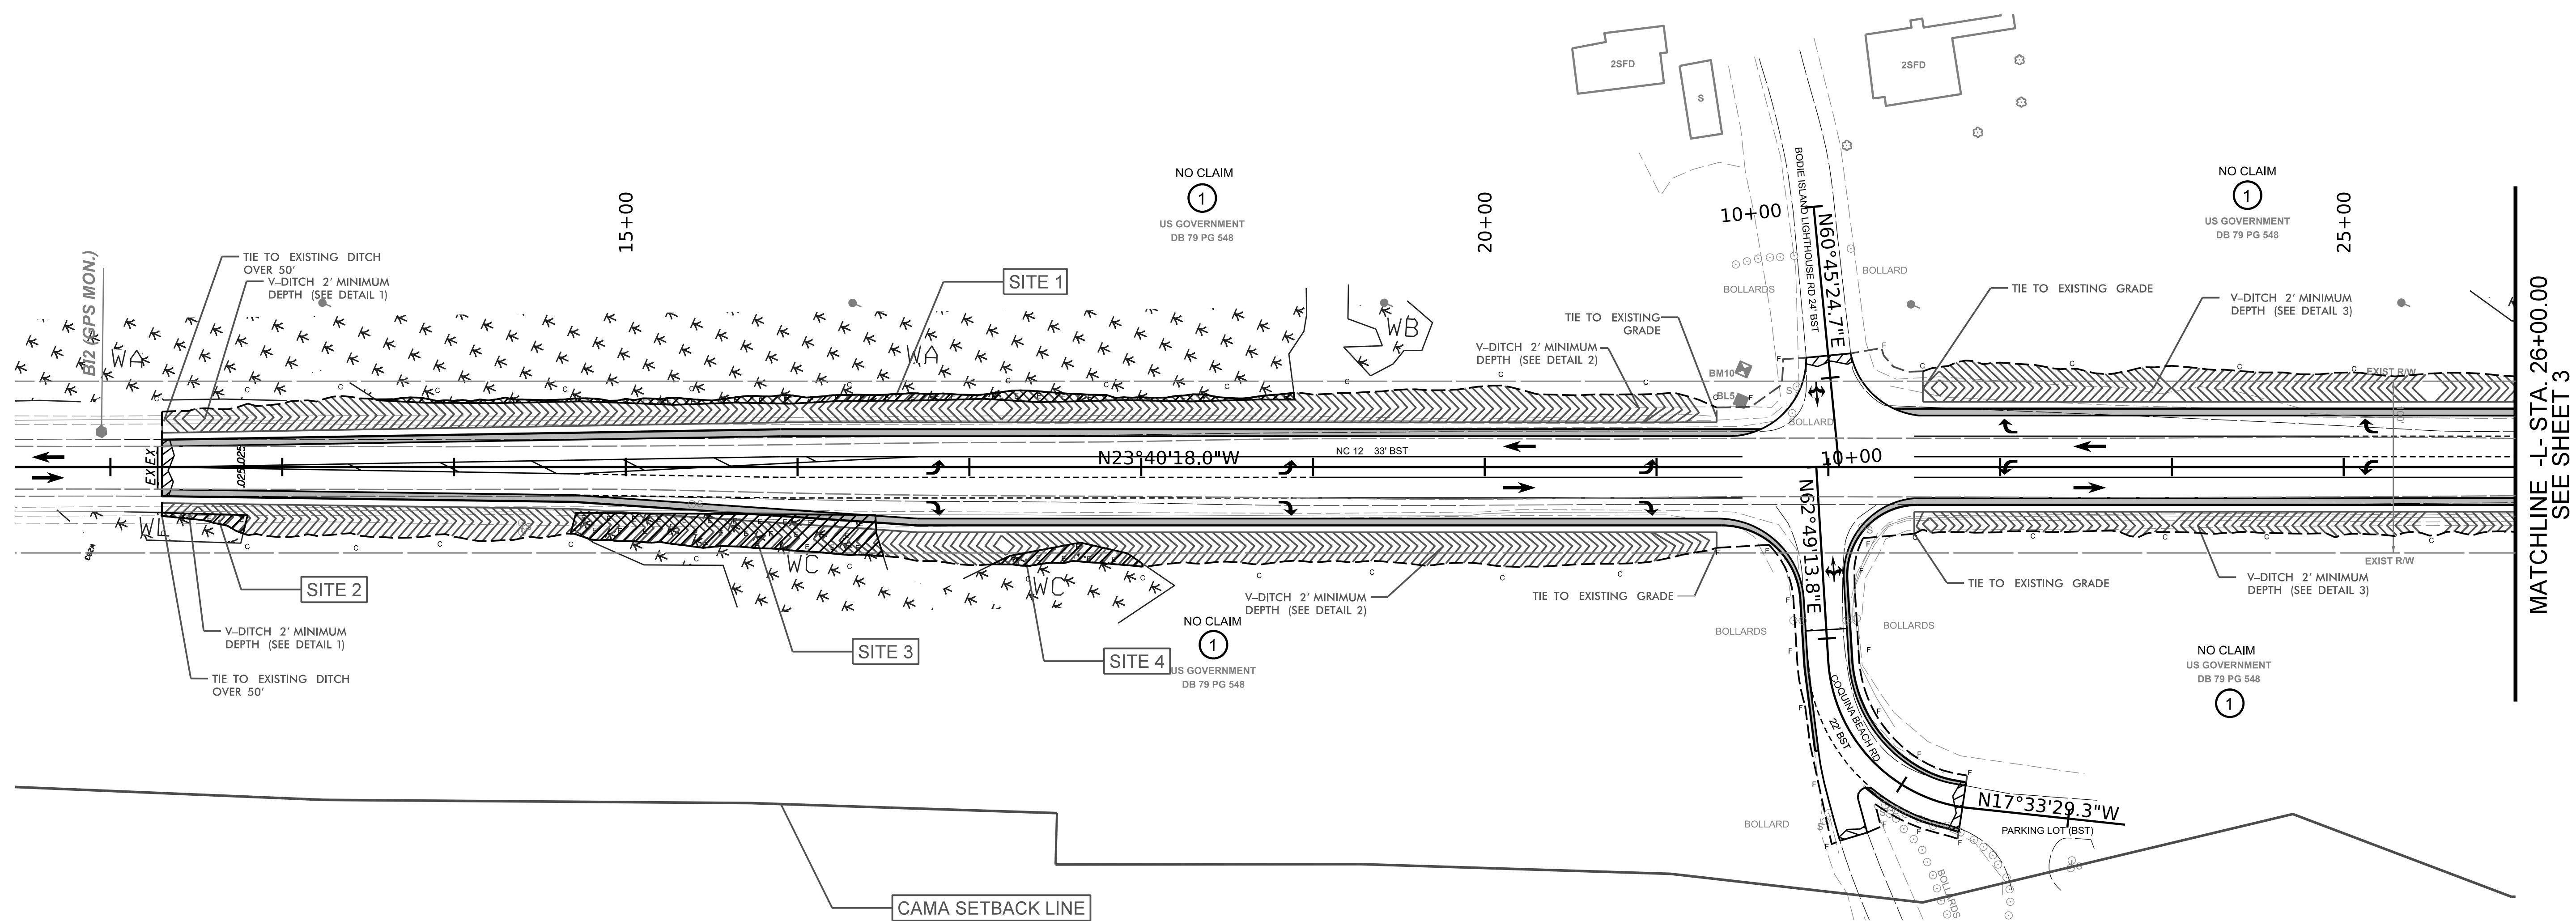 2SFD
S
2SFD
NO CLAIM
1
US GOVERNMENT
DB 79 PG 548
NO CLAIM
1
US GOVERNMENT
DB 79 PG 548
15+00
20+00
25+00
10+00
BODIE ISLAND LIGHTHOUSE RD 24' BST
N60°45'24.7"E
BOLLARD
BOLLARDS
TIE TO EXISTING DITCH
OVER 50'
V-DITCH 2' MINIMUM
DEPTH (SEE DETAIL 1)
SITE 1
WA
WA
WB
TIE TO EXISTING
GRADE
V-DITCH 2' MINIMUM
DEPTH (SEE DETAIL 2)
TIE TO EXISTING GRADE
V-DITCH 2' MINIMUM
DEPTH (SEE DETAIL 3)
BM10
BL5
BOLLARD
EXIST R/W
EX EX
.025 .025
N23°40'18.0"W
NC 12 33' BST
10+00
MATCHLINE -L- STA. 26+00.00
SEE SHEET 3
WL
SITE 2
V-DITCH 2' MINIMUM
DEPTH (SEE DETAIL 1)
TIE TO EXISTING DITCH
OVER 50'
WC
SITE 3
WC
SITE 4
V-DITCH 2' MINIMUM
DEPTH (SEE DETAIL 2)
NO CLAIM
1
US GOVERNMENT
DB 79 PG 548
TIE TO EXISTING GRADE
N62°49'13.8"E
TIE TO EXISTING GRADE
V-DITCH 2' MINIMUM
DEPTH (SEE DETAIL 3)
EXIST R/W
BOLLARDS
BOLLARDS
NO CLAIM
US GOVERNMENT
DB 79 PG 548
1
COQUINA BEACH RD
22' BST
N17°33'29.3"W
PARKING LOT (BST)
BOLLARD
BOLLARDS
CAMA SETBACK LINE